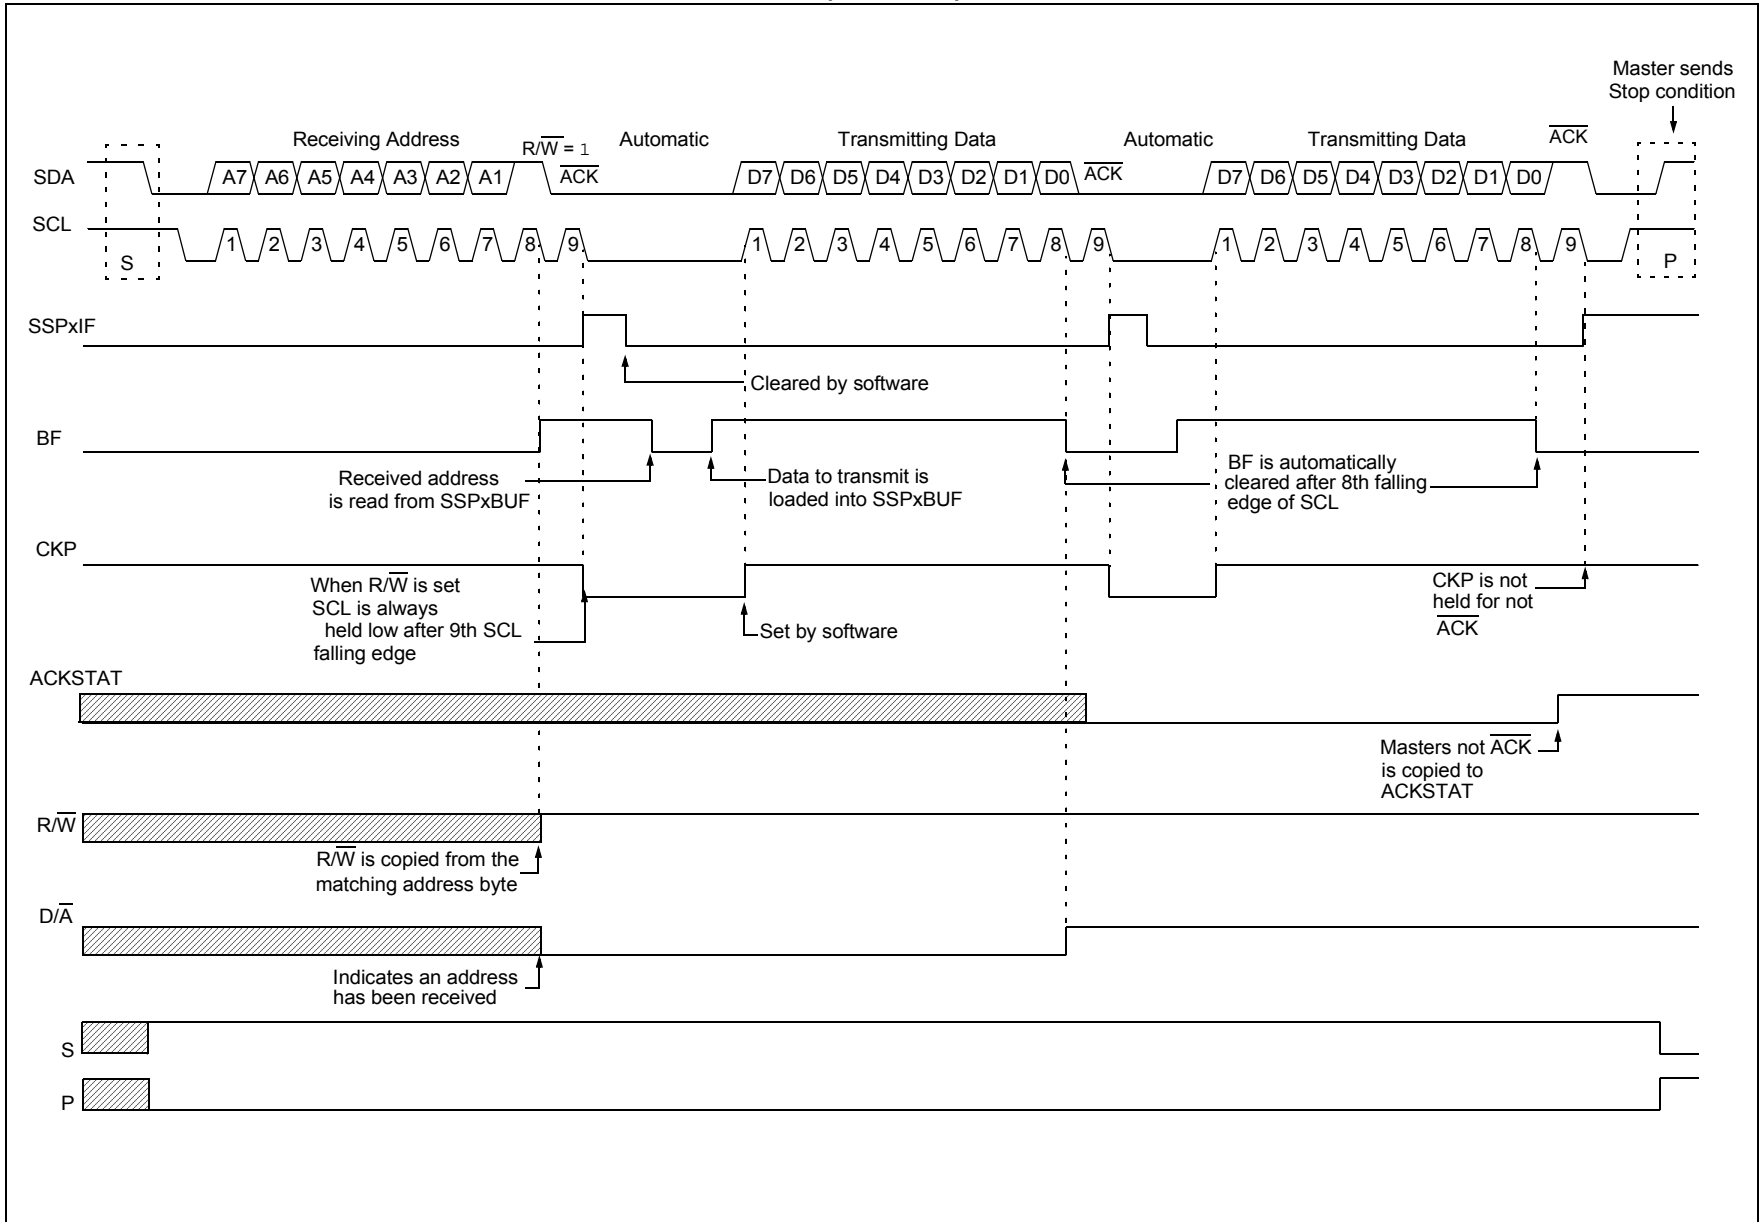 Master sends
Stop condition
Receiving Address
R/W̅ = 1
Automatic
Transmitting Data
Automatic
Transmitting Data
A̅C̅K̅
SDA
A7 A6 A5 A4 A3 A2 A1
A̅C̅K̅
D7 D6 D5 D4 D3 D2 D1 D0
A̅C̅K̅
D7 D6 D5 D4 D3 D2 D1 D0
SCL
S
1 2 3 4 5 6 7 8 9
1 2 3 4 5 6 7 8 9
1 2 3 4 5 6 7 8 9
P
SSPxIF
Cleared by software
BF
Received address
is read from SSPxBUF
Data to transmit is
loaded into SSPxBUF
BF is automatically
cleared after 8th falling
edge of SCL
CKP
When R/W̅ is set
SCL is always
held low after 9th SCL
falling edge
Set by software
CKP is not
held for not
A̅C̅K̅
ACKSTAT
Masters not A̅C̅K̅
is copied to
ACKSTAT
R/W̅
R/W̅ is copied from the
matching address byte
D/A̅
Indicates an address
has been received
S
P